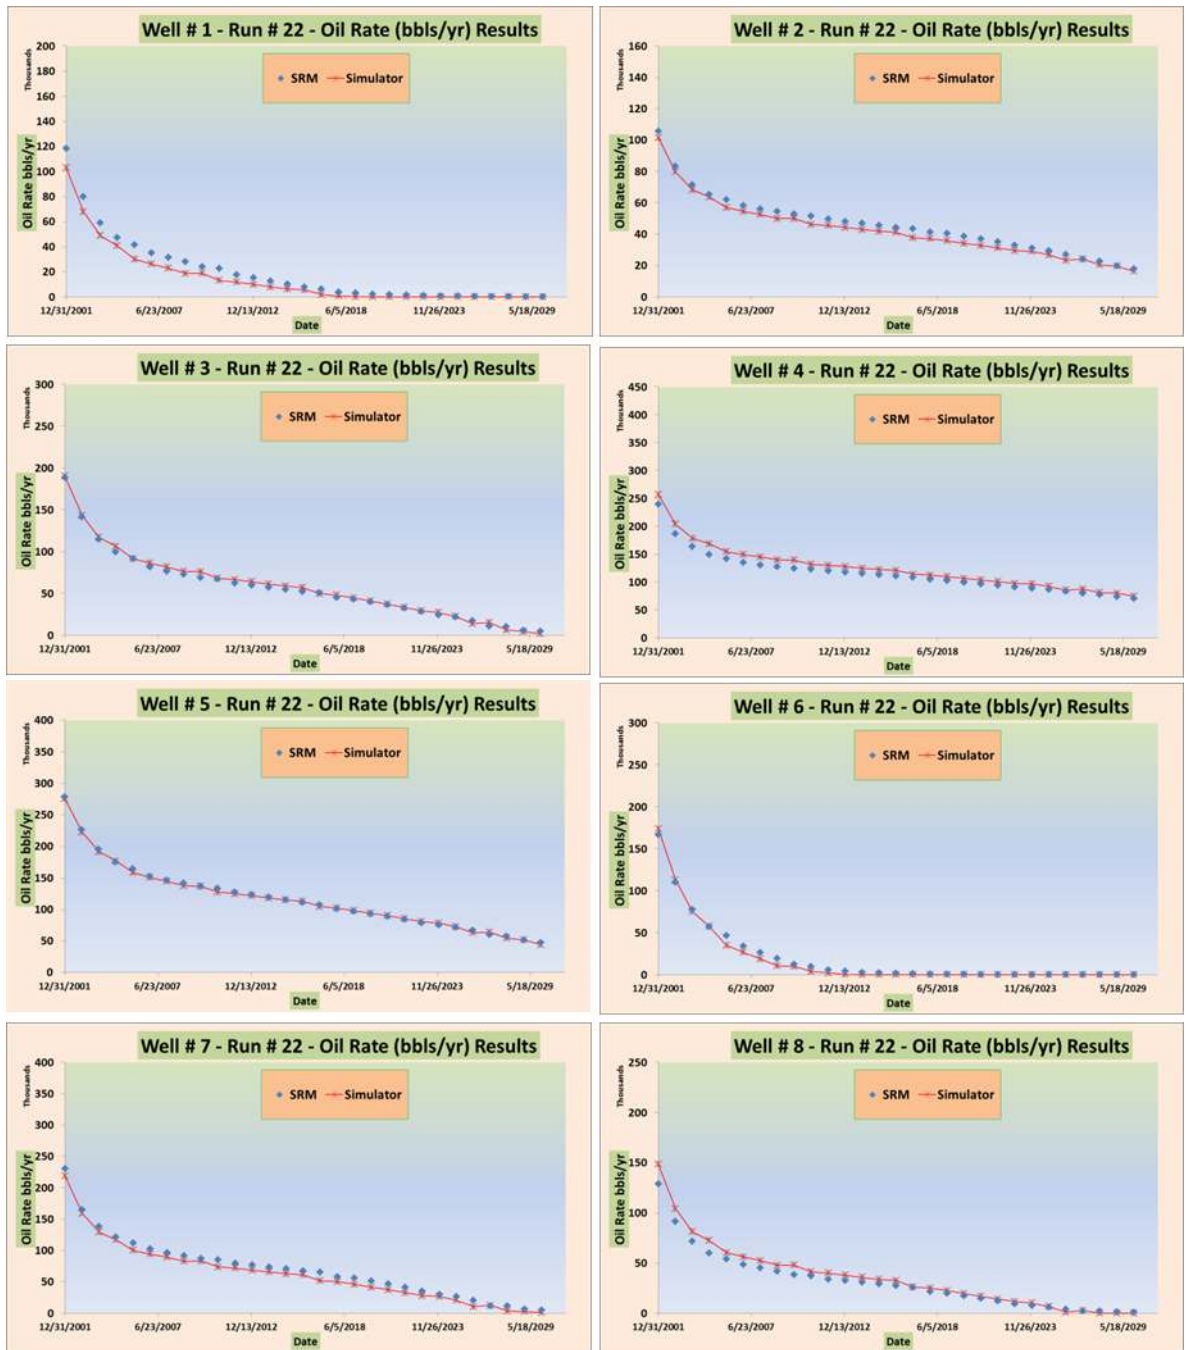 Well # 1 - Run # 22 - Oil Rate (bbls/yr) Results
Thousands
SRM Simulator
Oil Rate bbls/yr
200
180
160
140
120
100
80
60
40
20
0
12/31/2001 6/23/2007 12/13/2012 6/5/2018 11/26/2023 5/18/2029
Date
Well # 2 - Run # 22 - Oil Rate (bbls/yr) Results
Thousands
SRM Simulator
Oil Rate bbls/yr
160
140
120
100
80
60
40
20
0
12/31/2001 6/23/2007 12/13/2012 6/5/2018 11/26/2023 5/18/2029
Date
Well # 3 - Run # 22 - Oil Rate (bbls/yr) Results
Thousands
SRM Simulator
Oil Rate bbls/yr
300
250
200
150
100
50
0
12/31/2001 6/23/2007 12/13/2012 6/5/2018 11/26/2023 5/18/2029
Date
Well # 4 - Run # 22 - Oil Rate (bbls/yr) Results
Thousands
SRM Simulator
Oil Rate bbls/yr
450
400
350
300
250
200
150
100
50
0
12/31/2001 6/23/2007 12/13/2012 6/5/2018 11/26/2023 5/18/2029
Date
Well # 5 - Run # 22 - Oil Rate (bbls/yr) Results
Thousands
SRM Simulator
Oil Rate bbls/yr
400
350
300
250
200
150
100
50
0
12/31/2001 6/23/2007 12/13/2012 6/5/2018 11/26/2023 5/18/2029
Date
Well # 6 - Run # 22 - Oil Rate (bbls/yr) Results
Thousands
SRM Simulator
Oil Rate bbls/yr
300
250
200
150
100
50
0
12/31/2001 6/23/2007 12/13/2012 6/5/2018 11/26/2023 5/18/2029
Date
Well # 7 - Run # 22 - Oil Rate (bbls/yr) Results
Thousands
SRM Simulator
Oil Rate bbls/yr
400
350
300
250
200
150
100
50
0
12/31/2001 6/23/2007 12/13/2012 6/5/2018 11/26/2023 5/18/2029
Date
Well # 8 - Run # 22 - Oil Rate (bbls/yr) Results
Thousands
SRM Simulator
Oil Rate bbls/yr
250
200
150
100
50
0
12/31/2001 6/23/2007 12/13/2012 6/5/2018 11/26/2023 5/18/2029
Date